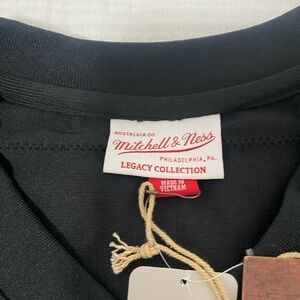 NOSTALGIA CO.
Mitchell & Ness
PHILADELPHIA, PA.
LEGACY COLLECTION
MADE IN
VIETNAM